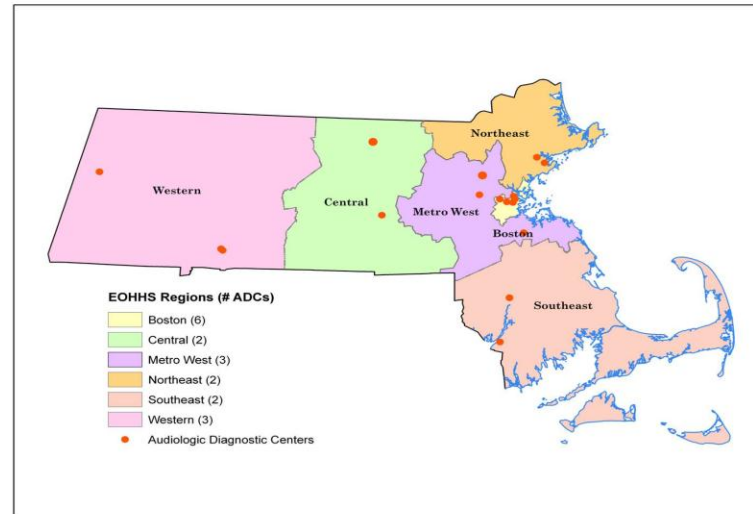 Northeast
Western
Central
Metro West
Boston
Southeast
EOHHS Regions (# ADCs)
Boston (6)
Central (2)
Metro West (3)
Northeast (2)
Southeast (2)
Western (3)
Audiologic Diagnostic Centers